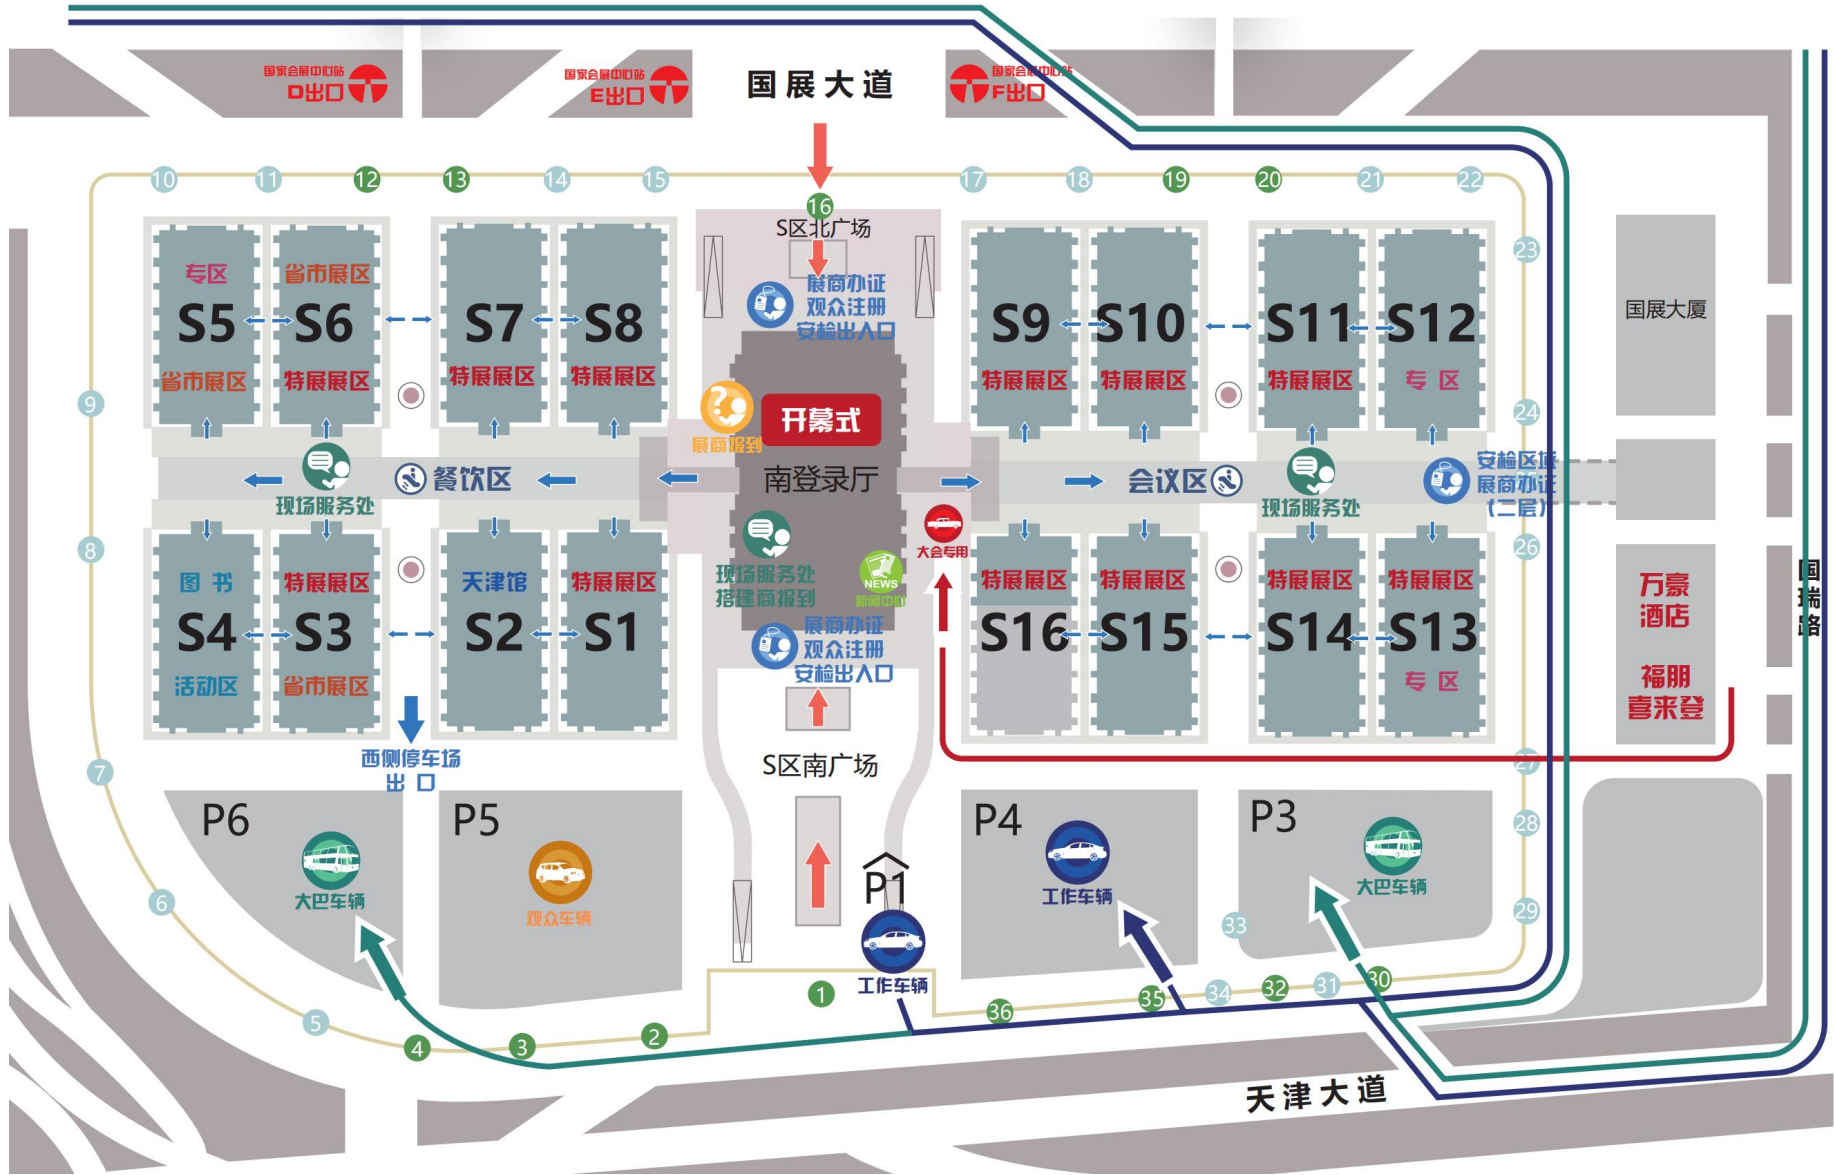 国家会展中心站
D出口
国家会展中心站
E出口
国展大道
国家会展中心站
F出口
10
11
12
13
14
15
16
17
18
19
20
21
22
S区北广场
专区
S5
省市展区
省市展区
S6
特展展区
S7
特展展区
S8
特展展区
展商办证
观众注册
安检出入口
S9
特展展区
S10
特展展区
S11
特展展区
S12
专 区
23
国展大厦
9
24
展商报到
开幕式
南登录厅
现场服务处
餐饮区
会议区
现场服务处
安检区域
展商办证
(二层)
8
26
图 书
S4
活动区
特展展区
S3
省市展区
天津馆
S2
特展展区
S1
现场服务处
搭建商报到
NEWS
新闻中心
大会专用
展商办证
观众注册
安检出入口
特展展区
S16
特展展区
S15
特展展区
S14
特展展区
S13
专 区
万豪
酒店
福朋
喜来登
国瑞路
西侧停车场
出 口
S区南广场
7
27
P6
大巴车辆
P5
观众车辆
P1
工作车辆
P4
工作车辆
P3
大巴车辆
28
6
29
33
5
4
3
2
1
36
35
34
32
31
30
天津大道